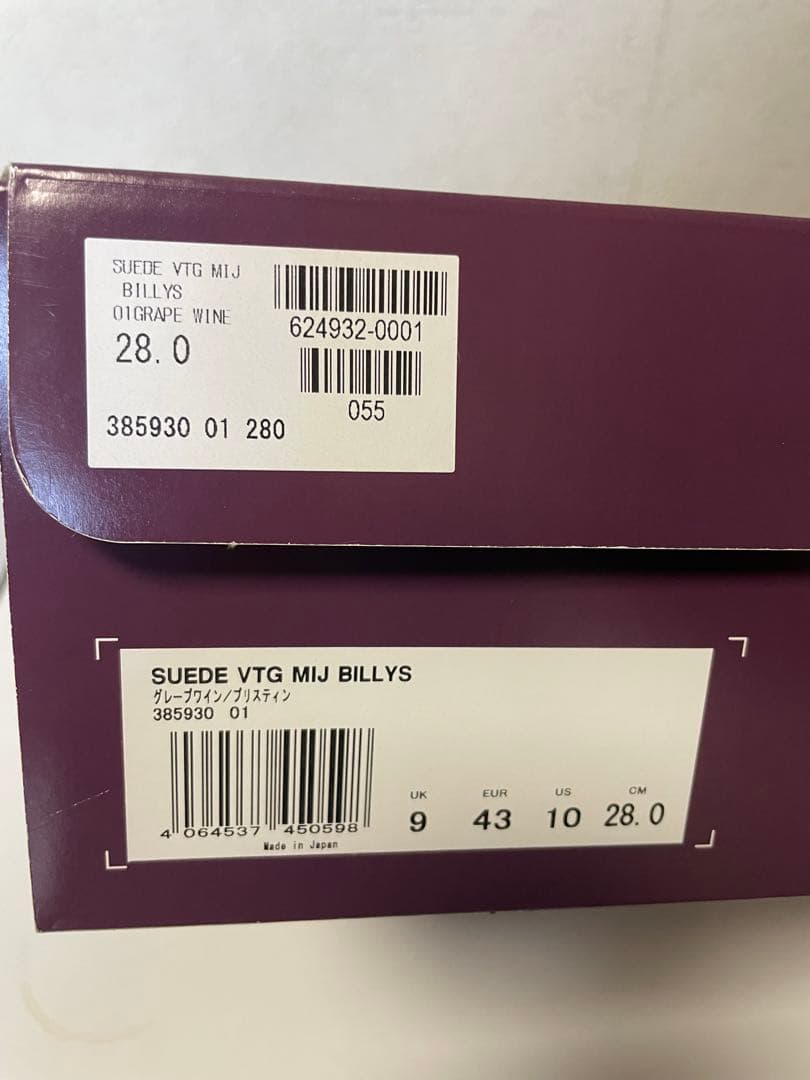 SUEDE VTG MIJ
BILLYS
01GRAPE WINE
28.0
624932-0001
055
385930 01 280
SUEDE VTG MIJ BILLYS
グレープワイン/プリスティン
385930 01
4 064537 450598
Made in Japan
UK EUR US CM
9 43 10 28.0